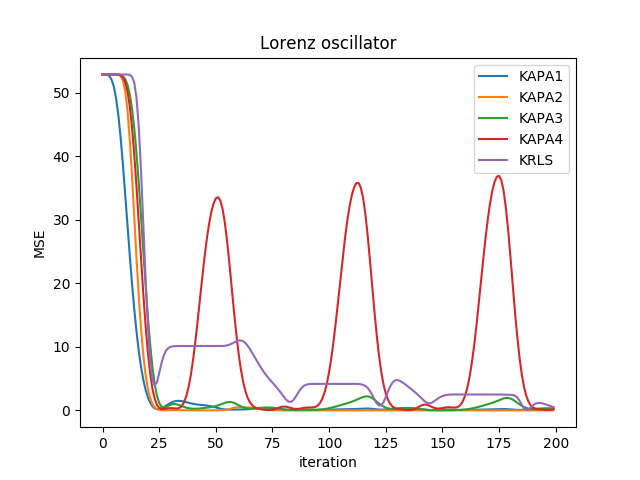 Lorenz oscillator
KAPA1
KAPA2
KAPA3
KAPA4
KRLS
MSE
50
40
30
20
10
0
0 25 50 75 100 125 150 175 200
iteration